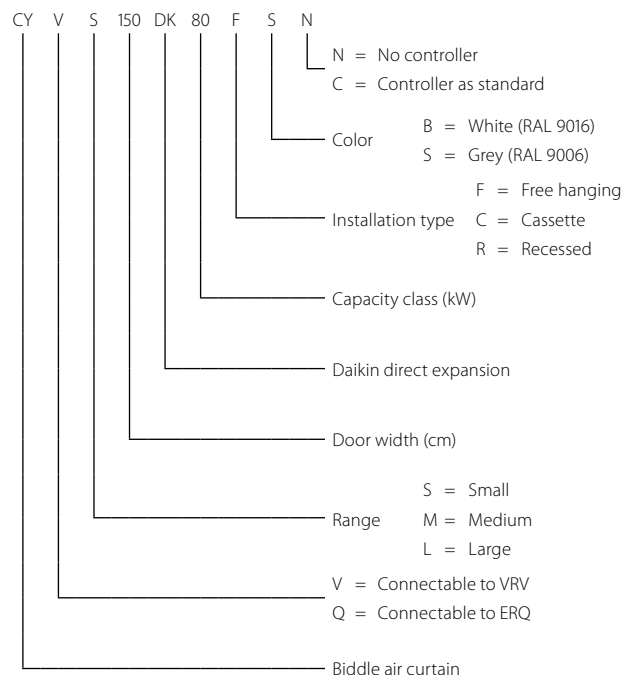 CY V S 150 DK 80 F S N
N = No controller
C = Controller as standard
Color B = White (RAL 9016)
S = Grey (RAL 9006)
F = Free hanging
Installation type C = Cassette
R = Recessed
Capacity class (kW)
Daikin direct expansion
Door width (cm)
S = Small
Range M = Medium
L = Large
V = Connectable to VRV
Q = Connectable to ERQ
Biddle air curtain